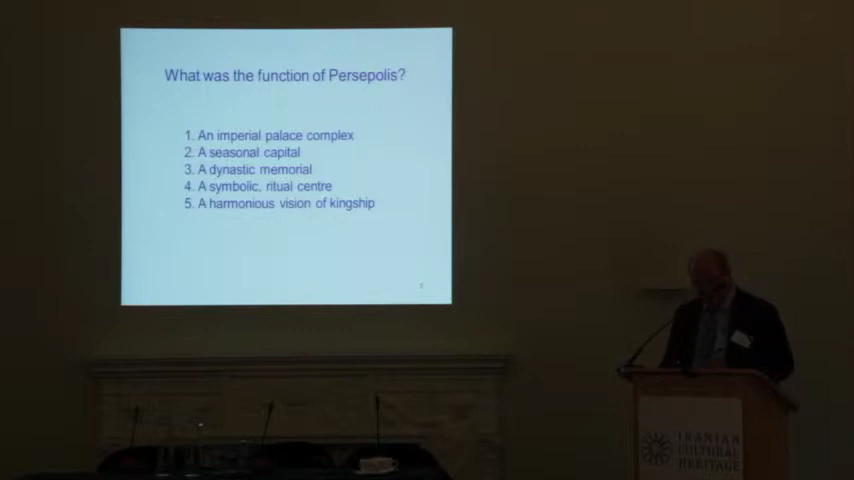 What was the function of Persepolis?
1. An imperial palace complex
2. A seasonal capital
3. A dynastic memorial
4. A symbolic, ritual centre
5. A harmonious vision of kingship
IRANIAN
CULTURAL
HERITAGE